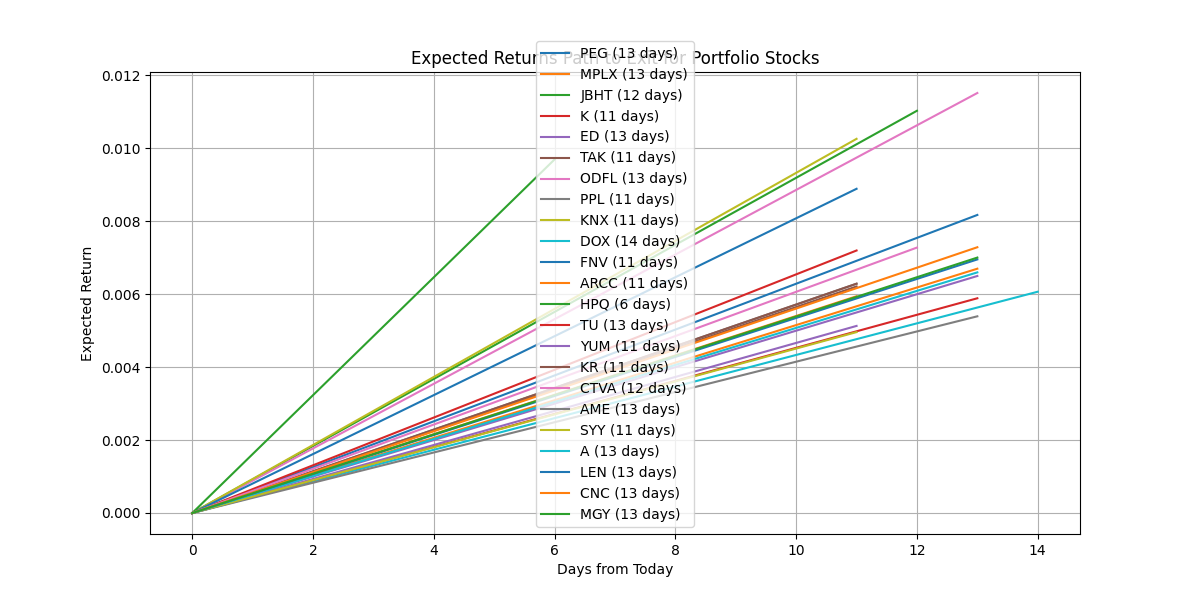 Expected Returns Path to Exit for Portfolio Stocks
PEG (13 days)
MPLX (13 days)
JBHT (12 days)
K (11 days)
ED (13 days)
TAK (11 days)
ODFL (13 days)
PPL (11 days)
KNX (11 days)
DOX (14 days)
FNV (11 days)
ARCC (11 days)
HPQ (6 days)
TU (13 days)
YUM (11 days)
KR (11 days)
CTVA (12 days)
AME (13 days)
SYY (11 days)
A (13 days)
LEN (13 days)
CNC (13 days)
MGY (13 days)
Expected Return
0.012
0.010
0.008
0.006
0.004
0.002
0.000
0 2 4 6 8 10 12 14
Days from Today